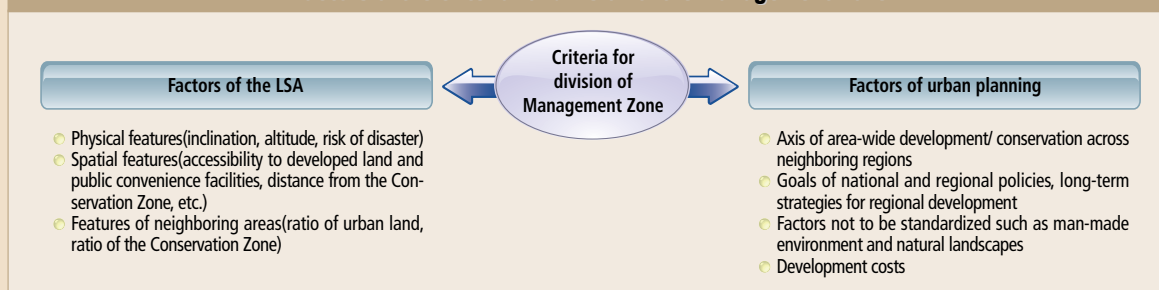 Criteria for
division of
Management Zone
Factors of the LSA
Physical features(inclination, altitude, risk of disaster)
Spatial features(accessibility to developed land and
public convenience facilities, distance from the Con-
servation Zone, etc.)
Features of neighboring areas(ratio of urban land,
ratio of the Conservation Zone)
Factors of urban planning
Axis of area-wide development/ conservation across
neighboring regions
Goals of national and regional policies, long-term
strategies for regional development
Factors not to be standardized such as man-made
environment and natural landscapes
Development costs